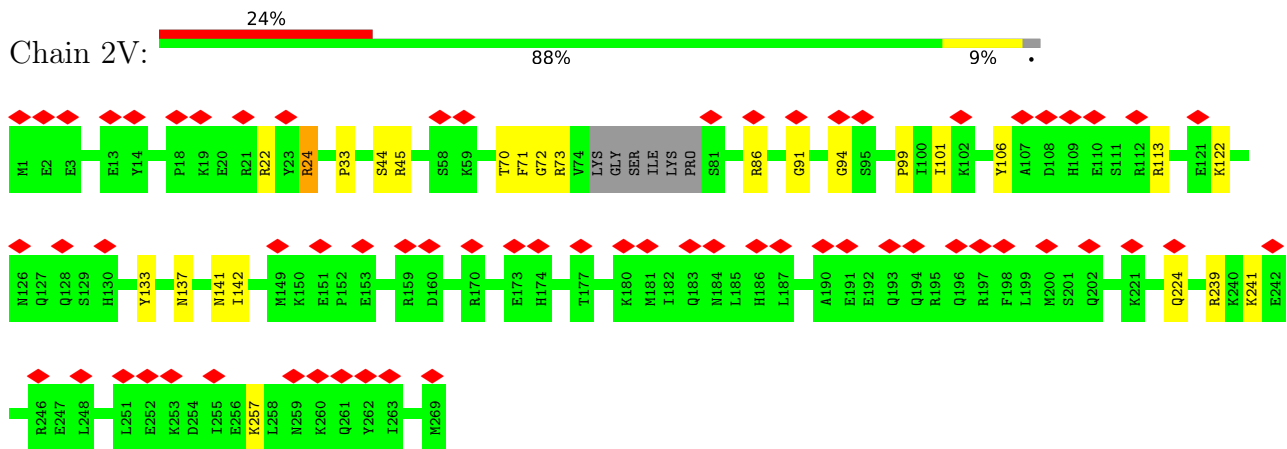 24%
Chain 2V:
88% 9% •
M1 E2 E3 E13 Y14 P18 K19 E20 R21 R22 Y23 R24 P33 S44 R45 S58 K59 T70 F71 G72 R73 V74 LYS GLY SER ILE LYS PRO S81 R86 G91 G94 S95 P99 I100 I101 K102 Y106 A107 D108 H109 E110 S111 R112 R113 E121 K122
N126 Q127 Q128 S129 H130 Y133 N137 N141 I142 M149 K150 E151 P152 E153 R159 D160 R170 E173 H174 T177 K180 M181 I182 Q183 N184 L185 H186 L187 A190 E191 E192 Q193 Q194 R195 Q196 R197 F198 L199 M200 S201 Q202 K221 Q224 R239 K240 K241 E242
R246 E247 L248 L251 E252 K253 D254 I255 E256 K257 L258 N259 K260 Q261 Y262 I263 M269